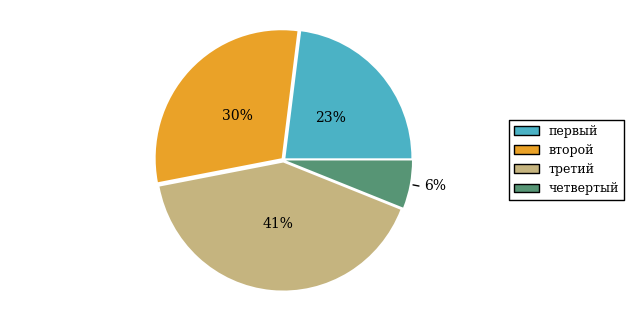 23%
30%
41%
6%
первый
второй
третий
четвертый